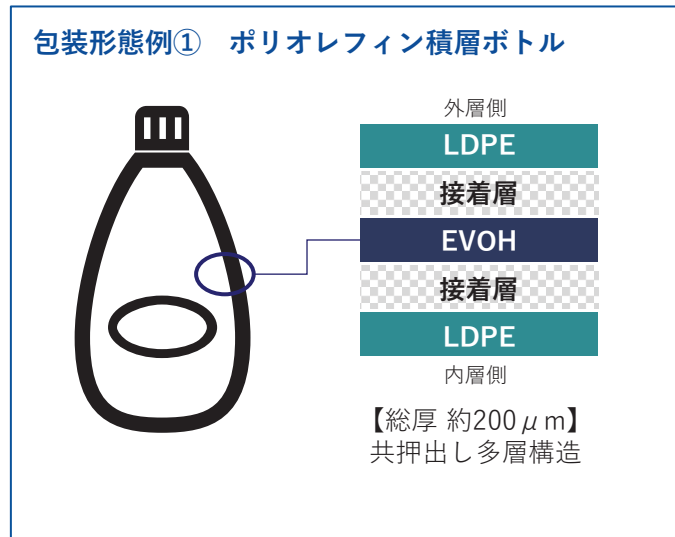 包装形態例① ポリオレフィン積層ボトル
外層側
LDPE
接着層
EVOH
接着層
LDPE
内層側
【総厚 約200μm】
共押出し多層構造